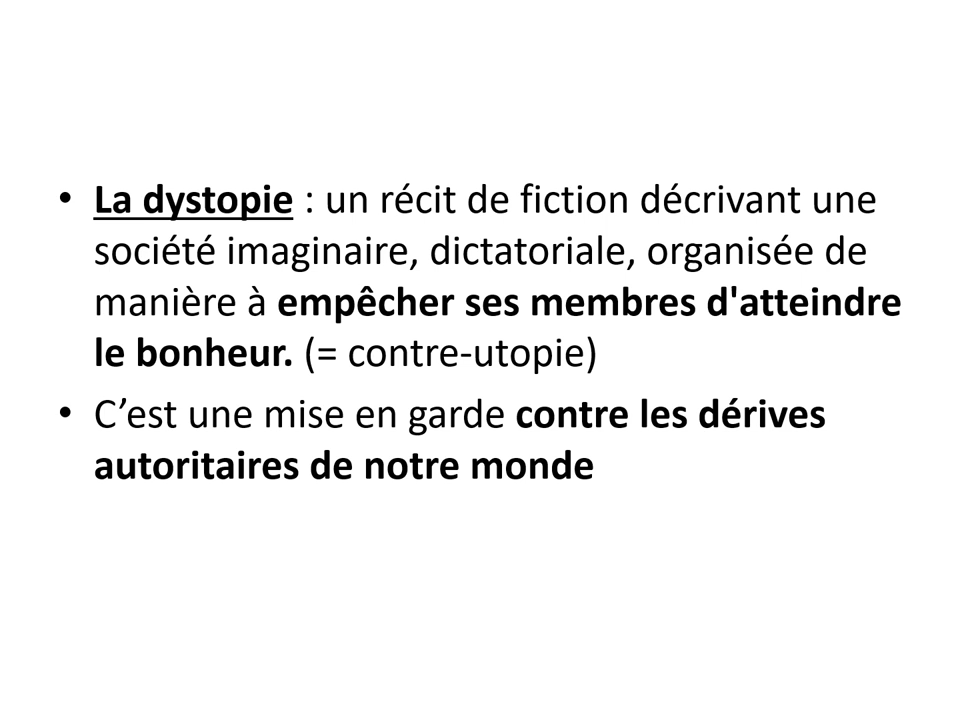 • La dystopie : un récit de fiction décrivant une
société imaginaire, dictatoriale, organisée de
manière à empêcher ses membres d'atteindre
le bonheur. (= contre-utopie)
• C’est une mise en garde contre les dérives
autoritaires de notre monde